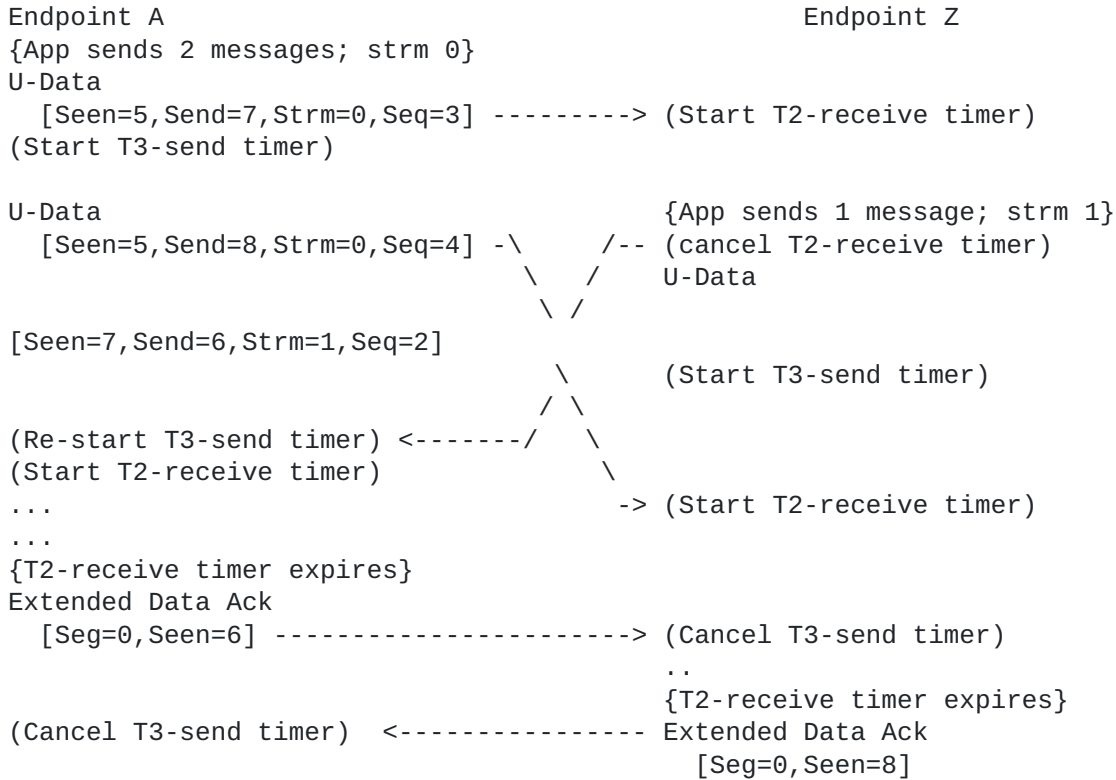 Endpoint A                                          Endpoint Z
{App sends 2 messages; strm 0}
U-Data
  [Seen=5,Send=7,Strm=0,Seq=3] ---------> (Start T2-receive timer)
(Start T3-send timer)

U-Data                                     {App sends 1 message; strm 1}
  [Seen=5,Send=8,Strm=0,Seq=4] -\     /-- (cancel T2-receive timer)
                                  \   /    U-Data
                                   \ /
[Seen=7,Send=6,Strm=1,Seq=2]
                                    \      (Start T3-send timer)
                                   / \
(Re-start T3-send timer) <-------/   \
(Start T2-receive timer)               \
...                                     -> (Start T2-receive timer)
...
{T2-receive timer expires}
Extended Data Ack
  [Seg=0,Seen=6] -----------------------> (Cancel T3-send timer)
                                           ..
                                           {T2-receive timer expires}
(Cancel T3-send timer)  <---------------- Extended Data Ack
                                             [Seg=0,Seen=8]